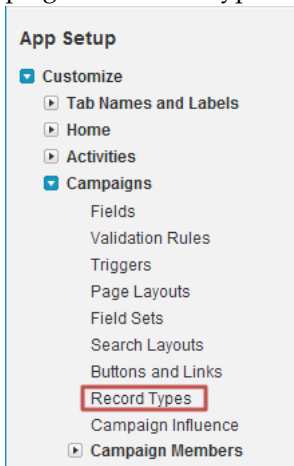 App Setup
Customize
Tab Names and Labels
Home
Activities
Campaigns
Fields
Validation Rules
Triggers
Page Layouts
Field Sets
Search Layouts
Buttons and Links
Record Types
Campaign Influence
Campaign Members